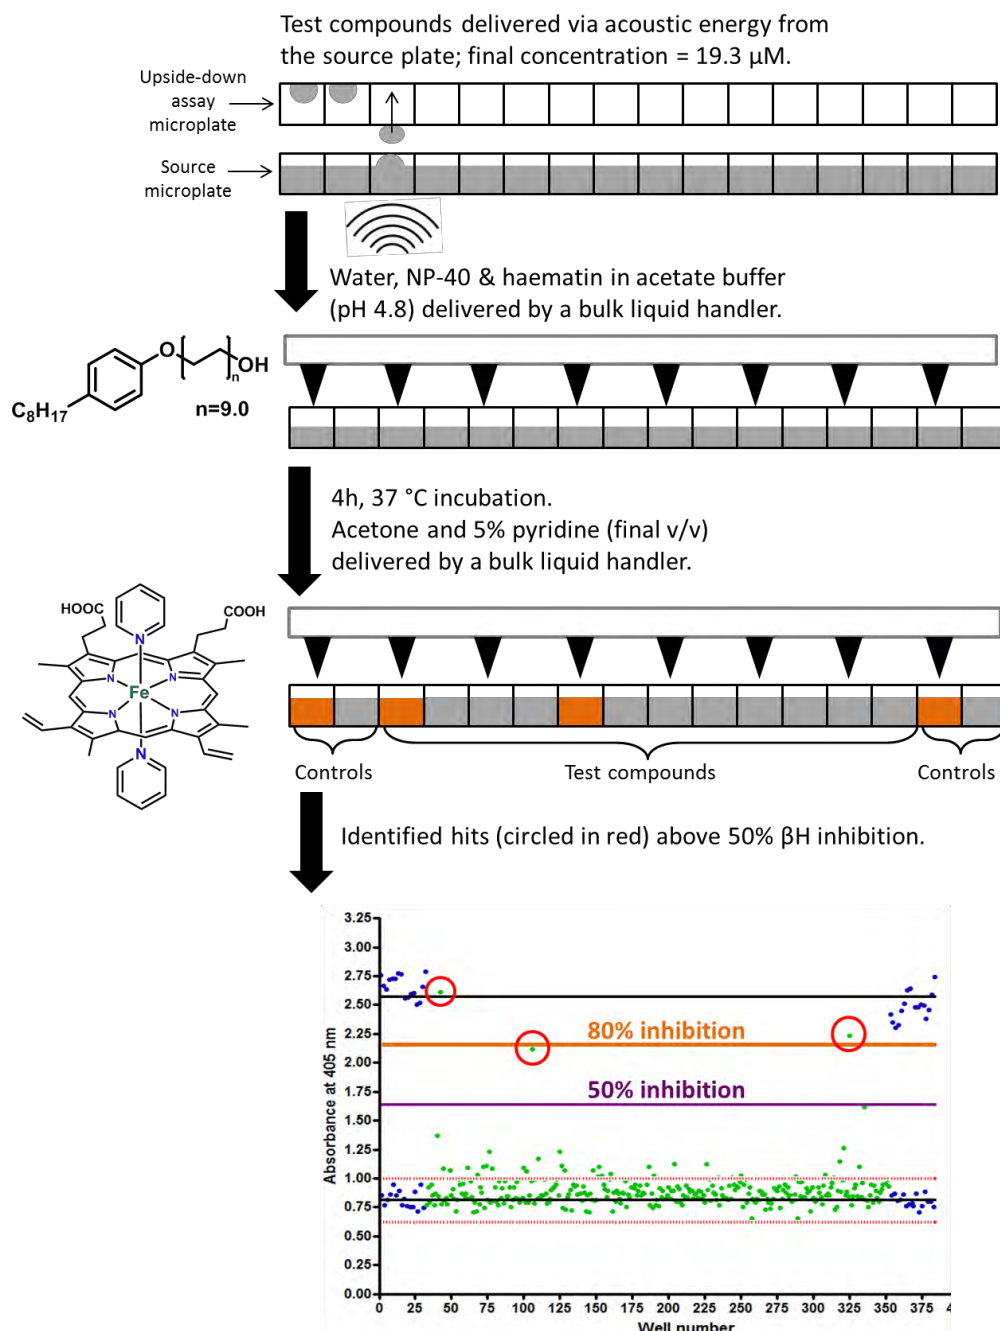 Test compounds delivered via acoustic energy from
the source plate; final concentration = 19.3 µM.
Upside-down
assay
microplate
Source
microplate
Water, NP-40 & haematin in acetate buffer
(pH 4.8) delivered by a bulk liquid handler.
O
OH
n
C8H17
n=9.0
4h, 37 °C incubation.
Acetone and 5% pyridine (final v/v)
delivered by a bulk liquid handler.
HOOC
COOH
N
N
N
Fe
N
N
N
Controls
Test compounds
Controls
Identified hits (circled in red) above 50% βH inhibition.
3.25
3.00
2.75
2.50
2.25
2.00
1.75
1.50
1.25
1.00
0.75
0.50
0.25
0.00
Absorbance at 405 nm
80% inhibition
50% inhibition
0 25 50 75 100 125 150 175 200 225 250 275 300 325 350 375 4
Well number